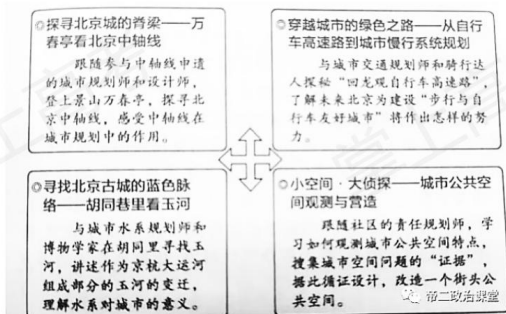 ◎探寻北京城的脊梁——万
春亭看北京中轴线
跟随参与中轴线申遗
的城市规划师和设计师，
登上景山万春亭，探寻北
京中轴线，感受中轴线在
城市规划中的作用。
◎穿越城市的绿色之路——从自行
车高速路到城市慢行系统规划
与城市交通规划师和骑行达
人探秘“回龙观自行车高速路”，
了解未来北京为建设“步行与自
行车友好城市”将作出怎样的努
力。
◎寻找北京古城的蓝色脉
络——胡同巷里看玉河
与城市水系规划师和
博物学家在胡同里寻找玉
河，讲述作为京杭大运河
组成部分的玉河的变迁，
理解水系对城市的意义。
◎小空间·大侦探——城市公共空
间观测与营造
跟随社区的责任规划师，学
习如何观测城市公共空间特点，
搜集城市空间问题的“证据”，
据此循证设计，改造一个街头公
共空间。
帝二政治课堂